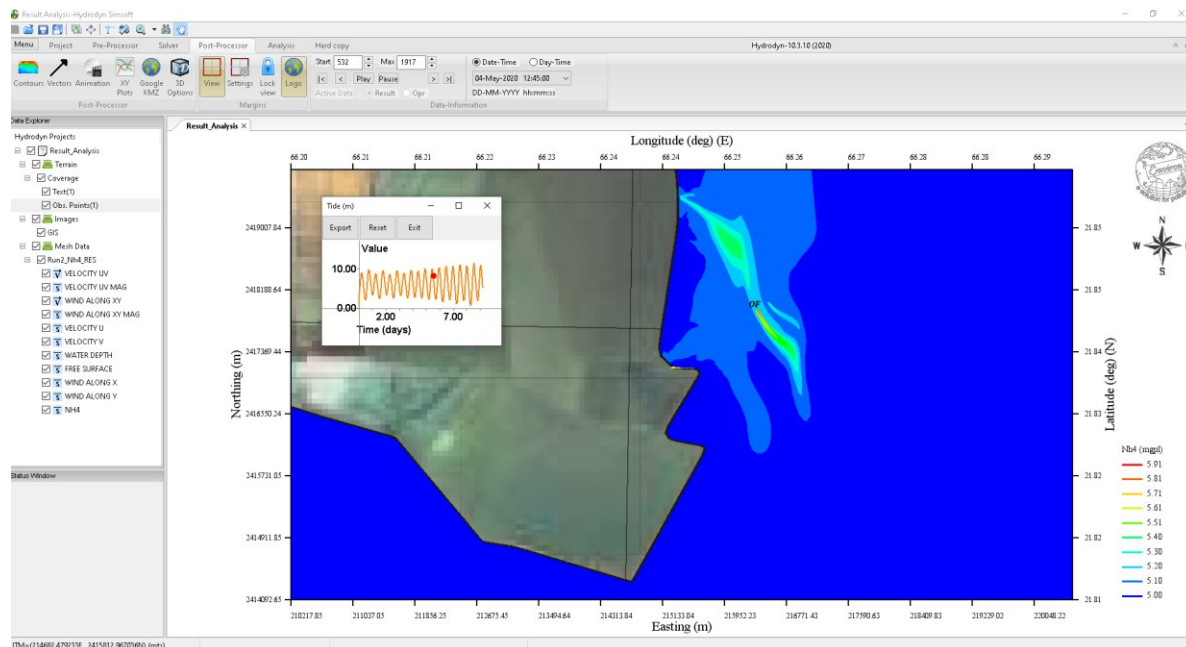 Result Analysis-Hydrodyn Simsoft
Menu Project Pre-Processor Solver Post-Processor Analysis Hard copy
Hydrodyn-10.3.10 (2020)
Contours Vectors Animation XY Plots Google KMZ 3D Options
Post-Processor
View Settings Lock view Logo
Margins
Start 532 Max 1917
|< < Play Pause > >|
Active Data Result Opr
Date-Time Day-Time
04-May-2020 12:45:00
DD-MM-YYYY hh:mm:ss
Data-Information
Data Explorer
Hydrodyn Projects
Result_Analysis
Terrain
Coverage
Text(1)
Obs. Points(1)
Images
GIS
Mesh Data
Run2_Nh4_RES
VELOCITY UV
VELOCITY UV MAG
WIND ALONG XY
WIND ALONG XY MAG
VELOCITY U
VELOCITY V
WATER DEPTH
FREE SURFACE
WIND ALONG X
WIND ALONG Y
NH4
Status Window
Result_Analysis
Longitude (deg) (E)
66.20 66.21 66.21 66.22 66.23 66.24 66.24 66.25 66.26 66.27 66.28 66.28 66.29
Northing (m)
2419007.84
2418188.64
2417369.44
2416550.24
2415731.05
2414911.85
2414092.65
Tide (m)
Export Reset Exit
Value
10.00
0.00
2.00 7.00
Time (days)
OF
Latitude (deg) (N)
21.85
21.85
21.84
21.83
21.82
21.82
21.81
210217.85 211037.05 211856.25 212675.45 213494.64 214313.84 215133.04 215952.23 216771.43 217590.63 218409.83 219229.02 220048.22
Easting (m)
N
W
S
Nh4 (mgpl)
5.91
5.81
5.71
5.61
5.51
5.40
5.30
5.20
5.10
5.00